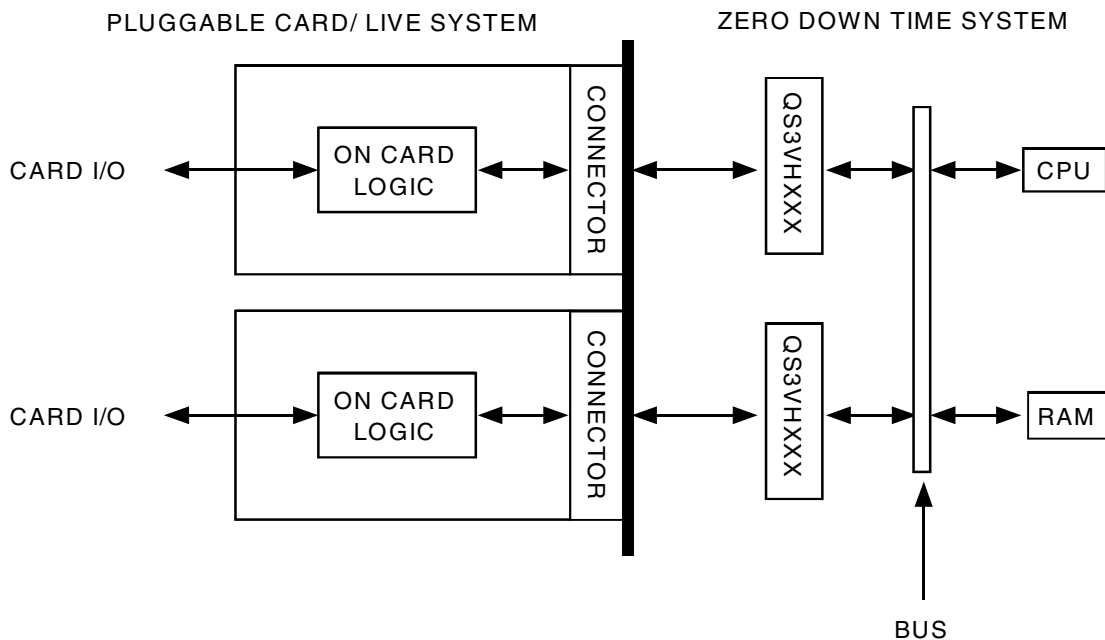 PLUGGABLE CARD/ LIVE SYSTEM
ZERO DOWN TIME SYSTEM
CARD I/O
ON CARD
LOGIC
CONNECTOR
QS3VHXXX
CPU
CARD I/O
ON CARD
LOGIC
CONNECTOR
QS3VHXXX
RAM
BUS